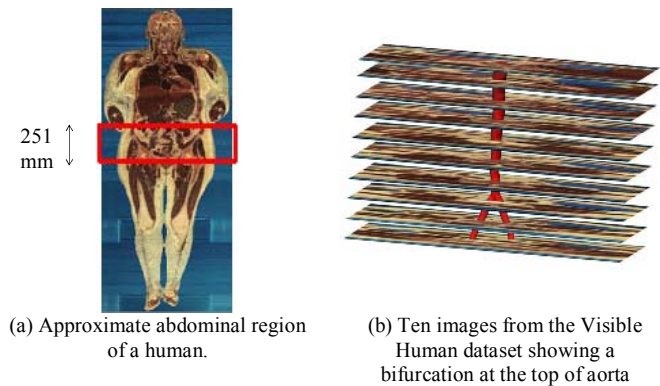 251
mm
(a) Approximate abdominal region
of a human.
(b) Ten images from the Visible
Human dataset showing a
bifurcation at the top of aorta